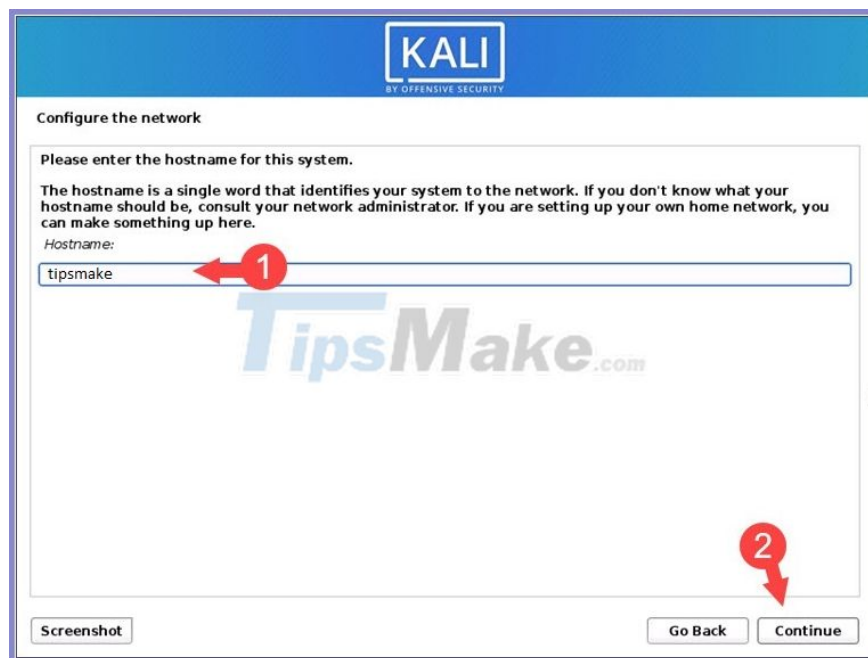 KALI
BY OFFENSIVE SECURITY
Configure the network
Please enter the hostname for this system.
The hostname is a single word that identifies your system to the network. If you don't know what your
hostname should be, consult your network administrator. If you are setting up your own home network, you
can make something up here.
Hostname:
tipsmake
1
TipsMake.com
2
Screenshot
Go Back
Continue